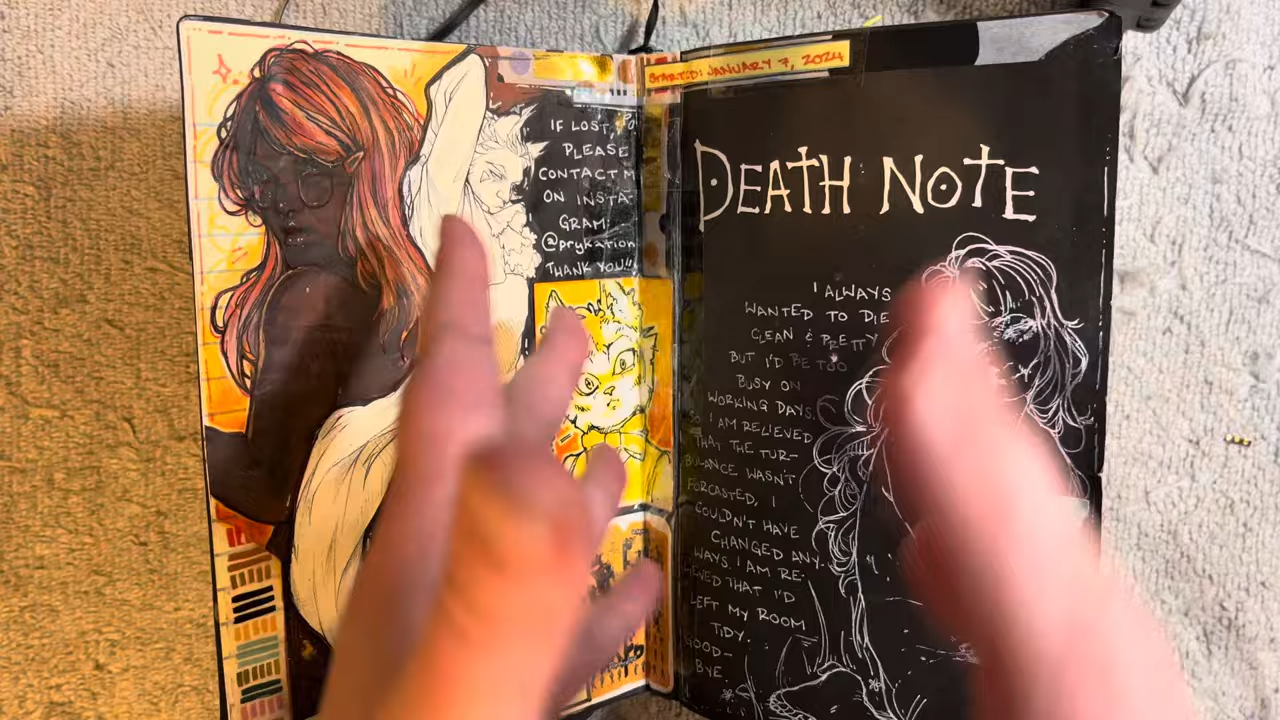 IF LOST,
PLEASE
CONTACT M
ON INSTA-
GRAM:
@prykation
THANK YOU!!
STARTED: JANUARY 7, 2024
DEATH NOTE
I ALWAYS
WANTED TO DIE
CLEAN & PRETTY
BUT I'D BE TOO
BUSY ON
WORKING DAYS.
SO I AM RELIEVED
THAT THE TUR-
BULANCE WASN'T
FORCASTED, I
COULDN'T HAVE
CHANGED ANY-
WAYS. I AM RE-
LIEVED THAT I'D
LEFT MY ROOM
TIDY.
GOOD-
BYE